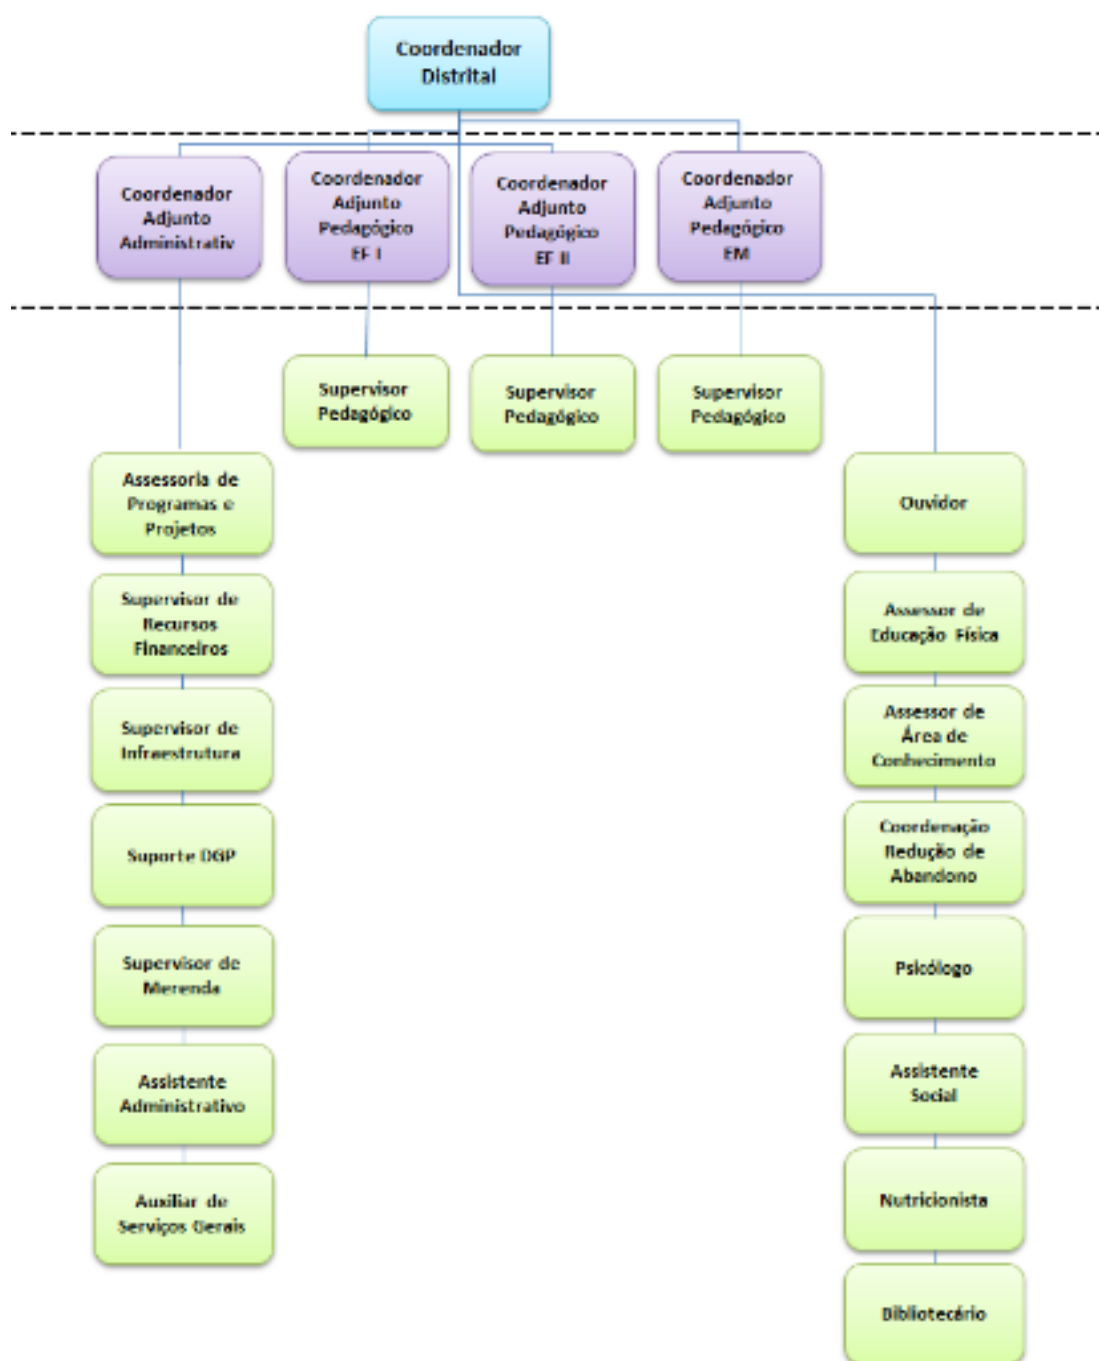 Coordenador
Distrital
Coordenador
Adjunto
Administrativ
Coordenador
Adjunto
Pedagógico
EF I
Coordenador
Adjunto
Pedagógico
EF II
Coordenador
Adjunto
Pedagógico
EM
Supervisor
Pedagógico
Supervisor
Pedagógico
Supervisor
Pedagógico
Assessoria de
Programas e
Projetos
Supervisor de
Recursos
Financeiros
Supervisor de
Infraestrutura
Suporte DGP
Supervisor de
Merenda
Assistente
Administrativo
Auxiliar de
Serviços Gerais
Ouvidor
Assessor de
Educação Física
Assessor de
Área de
Conhecimento
Coordenação
Redução de
Abandono
Psicólogo
Assistente
Social
Nutricionista
Bibliotecário